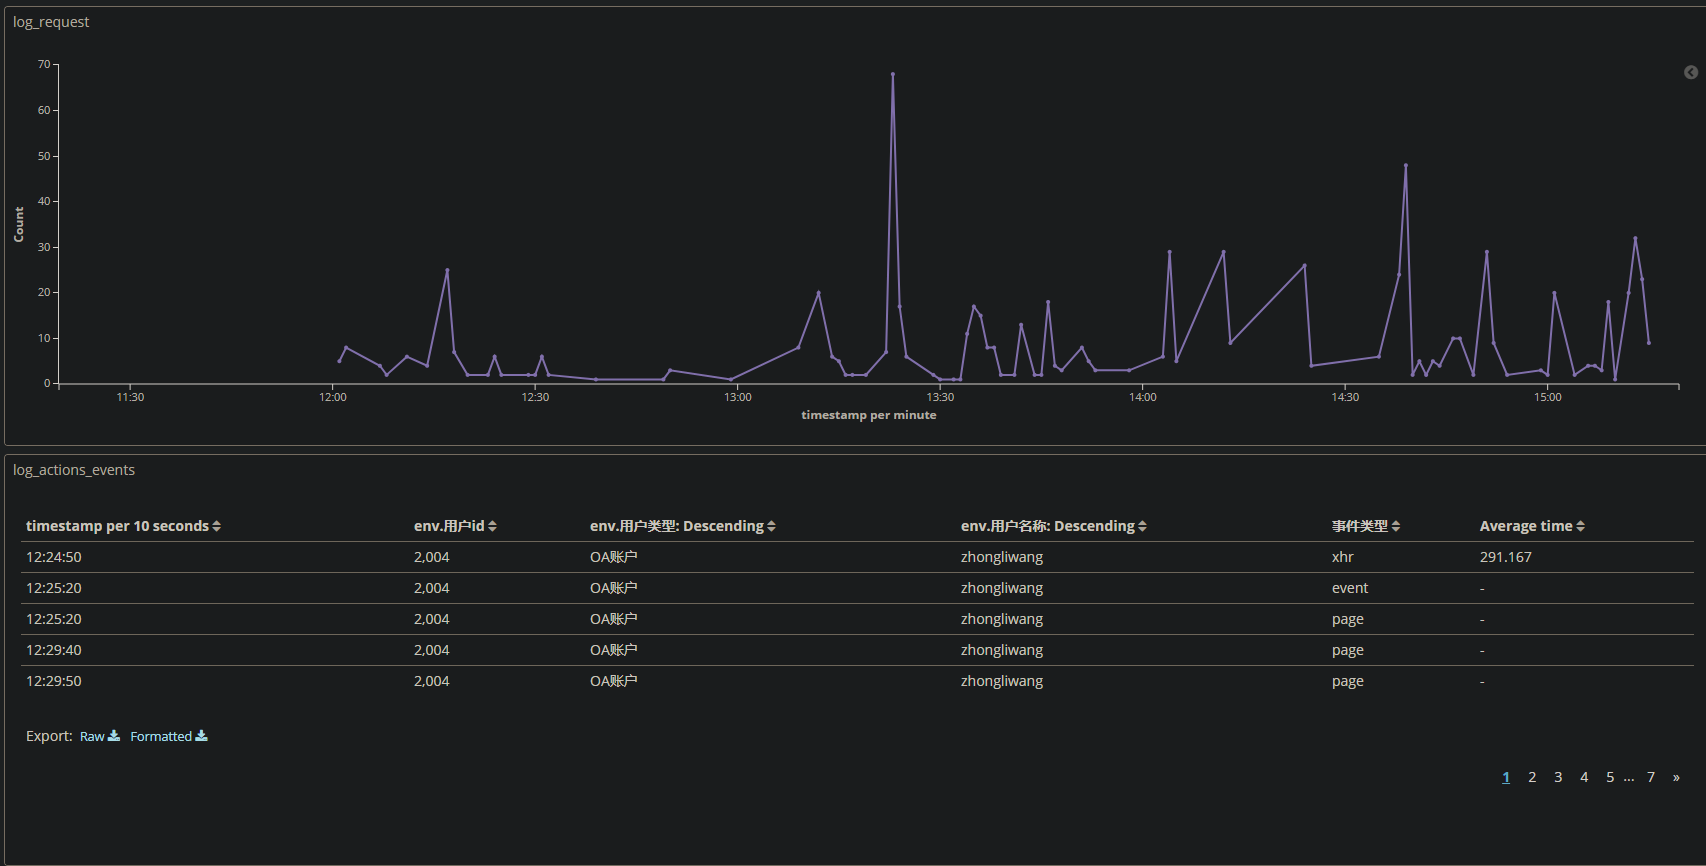 log_request
70
60
50
40
30
20
10
0
Count
11:30 12:00 12:30 13:00 13:30 14:00 14:30 15:00
timestamp per minute
log_actions_events
timestamp per 10 seconds env.用户id env.用户类型: Descending env.用户名称: Descending 事件类型 Average time
12:24:50 2,004 OA账户 zhongliwang xhr 291.167
12:25:20 2,004 OA账户 zhongliwang event -
12:25:20 2,004 OA账户 zhongliwang page -
12:29:40 2,004 OA账户 zhongliwang page -
12:29:50 2,004 OA账户 zhongliwang page -
Export: Raw Formatted
1 2 3 4 5 ... 7 »